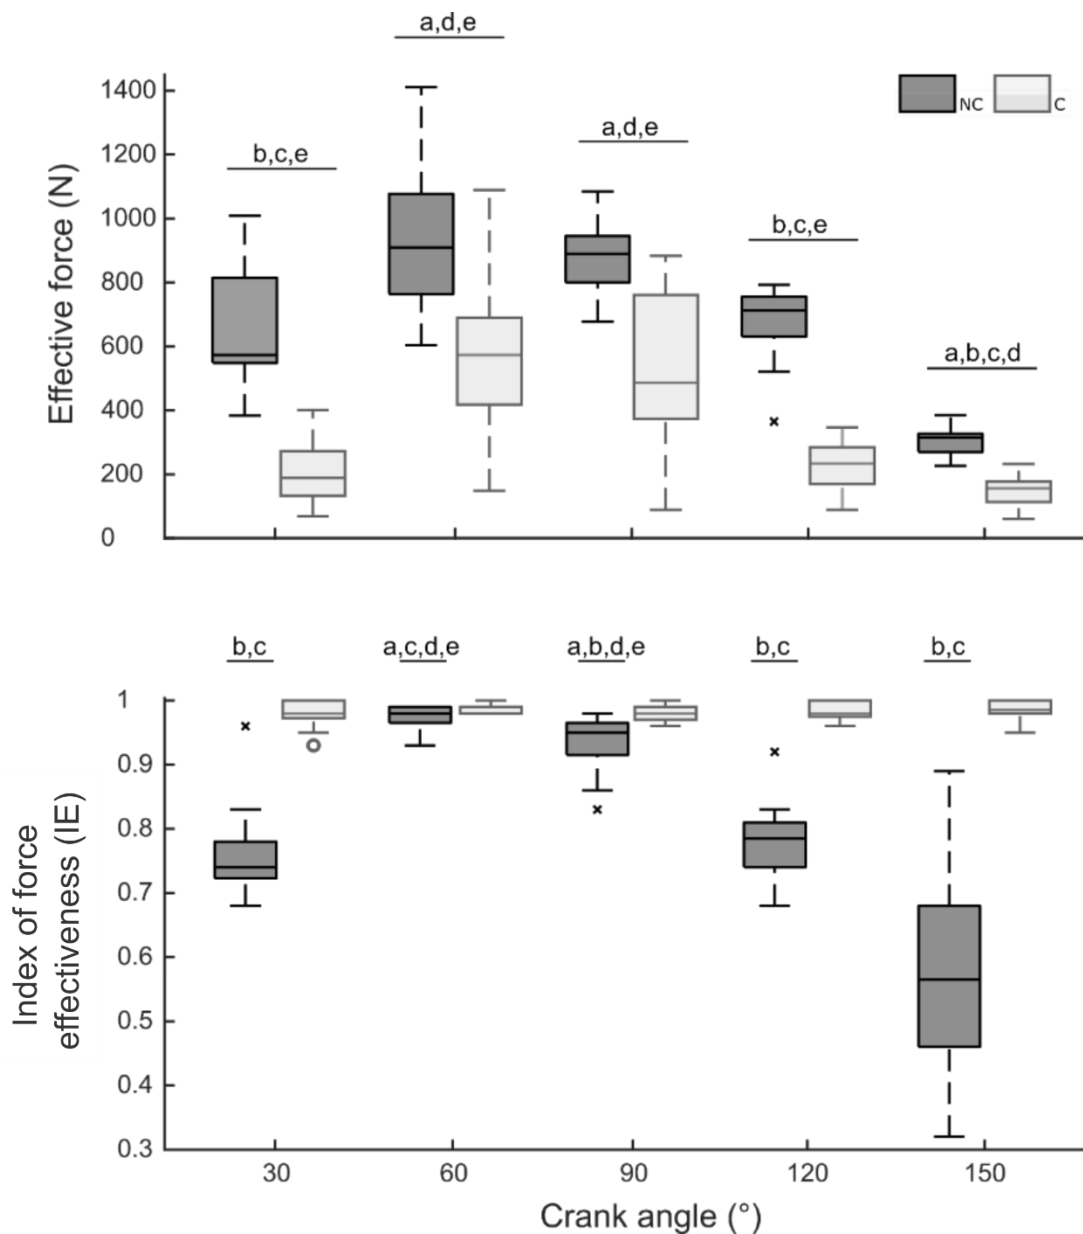 a,d,e
1400
NC
C
1200
a,d,e
b,c,e
1000
b,c,e
800
600
a,b,c,d
400
200
0
Effective force (N)
b,c
a,c,d,e
a,b,d,e
b,c
b,c
1
0.9
0.8
0.7
0.6
0.5
0.4
0.3
Index of force
effectiveness (IE)
30
60
90
120
150
Crank angle (°)